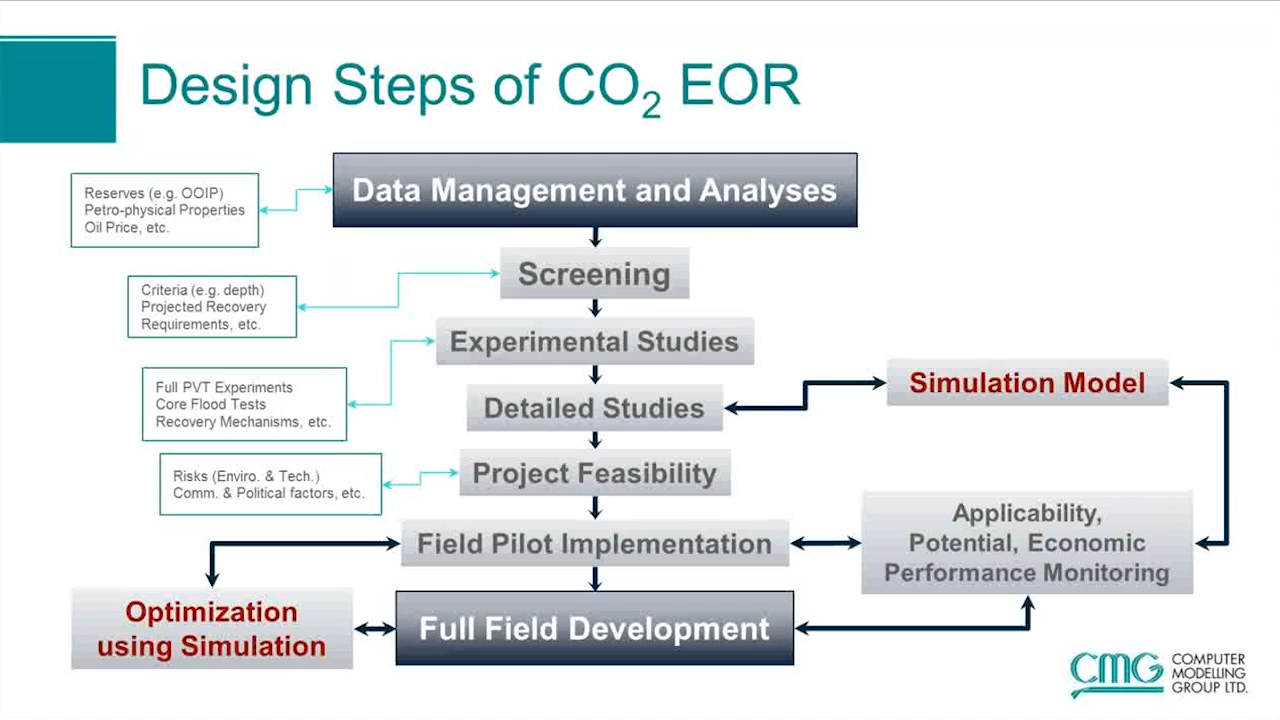 Design Steps of CO2 EOR
Reserves (e.g. OOIP)
Petro-physical Properties
Oil Price, etc.
Data Management and Analyses
Criteria (e.g. depth)
Projected Recovery
Requirements, etc.
Screening
Full PVT Experiments
Core Flood Tests
Recovery Mechanisms, etc.
Experimental Studies
Detailed Studies
Simulation Model
Risks (Enviro. & Tech.)
Comm. & Political factors, etc.
Project Feasibility
Field Pilot Implementation
Applicability,
Potential, Economic
Performance Monitoring
Optimization
using Simulation
Full Field Development
CMG
COMPUTER
MODELLING
GROUP LTD.